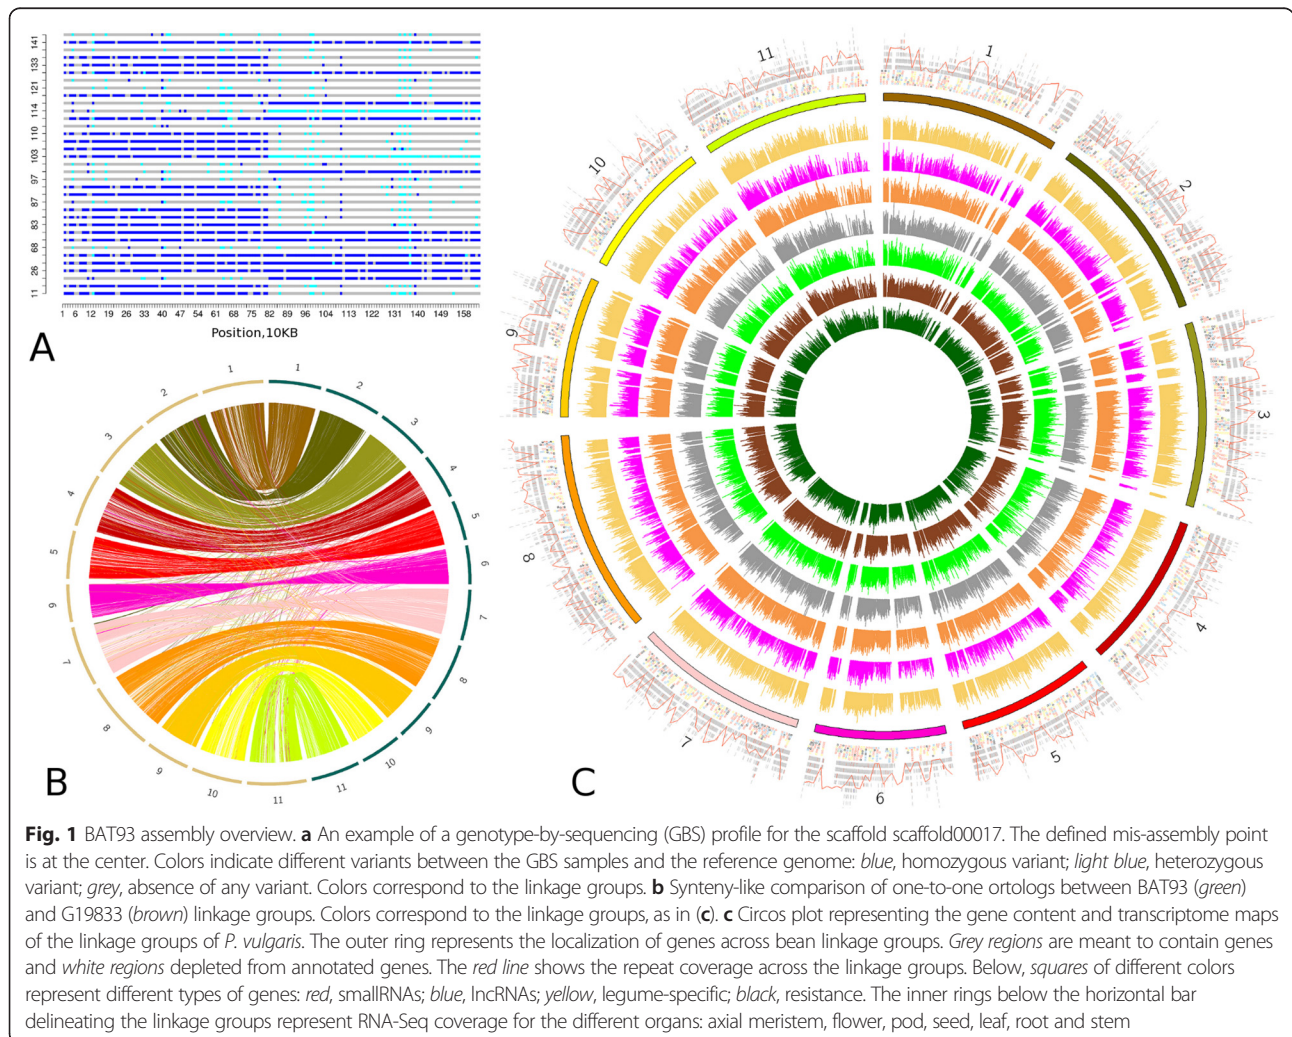 141
133
121
114
110
103
97
87
83
68
26
11
1 6 12 19 26 33 40 47 54 61 68 75 82 89 96 104 113 122 131 140 149 158
Position,10KB
A
1 1
2 2
3 3
4 4
5 5
6 6
7 7
8 8
9 9
10 10
11 11
B
1
2
3
4
5
6
7
8
9
10
11
C
Fig. 1 BAT93 assembly overview. a An example of a genotype-by-sequencing (GBS) profile for the scaffold scaffold00017. The defined mis-assembly point
is at the center. Colors indicate different variants between the GBS samples and the reference genome: blue, homozygous variant; light blue, heterozygous
variant; grey, absence of any variant. Colors correspond to the linkage groups. b Synteny-like comparison of one-to-one ortologs between BAT93 (green)
and G19833 (brown) linkage groups. Colors correspond to the linkage groups, as in (c). c Circos plot representing the gene content and transcriptome maps
of the linkage groups of P. vulgaris. The outer ring represents the localization of genes across bean linkage groups. Grey regions are meant to contain genes
and white regions depleted from annotated genes. The red line shows the repeat coverage across the linkage groups. Below, squares of different colors
represent different types of genes: red, smallRNAs; blue, lncRNAs; yellow, legume-specific; black, resistance. The inner rings below the horizontal bar
delineating the linkage groups represent RNA-Seq coverage for the different organs: axial meristem, flower, pod, seed, leaf, root and stem